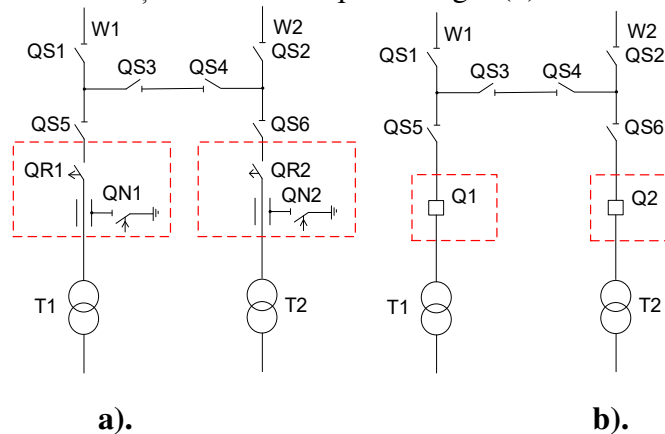 W1 W2 W1 W2
QS1 QS2 QS1 QS2
QS3 QS4 QS3 QS4
QS5 QS6 QS5 QS6
QR1 QR2
QN1 QN2 Q1 Q2
T1 T2 T1 T2
a). b).